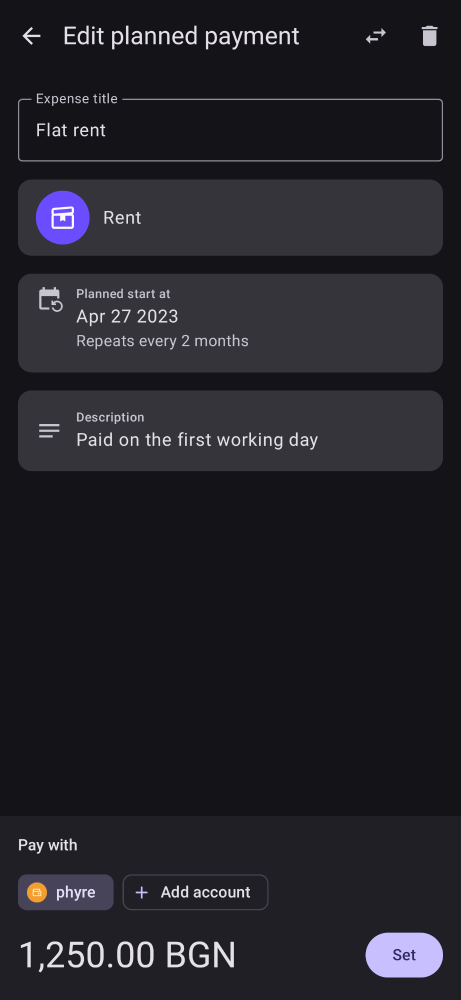 Edit planned payment
Expense title
Flat rent
Rent
Planned start at
Apr 27 2023
Repeats every 2 months
Description
Paid on the first working day
Pay with
phyre
Add account
1,250.00 BGN
Set